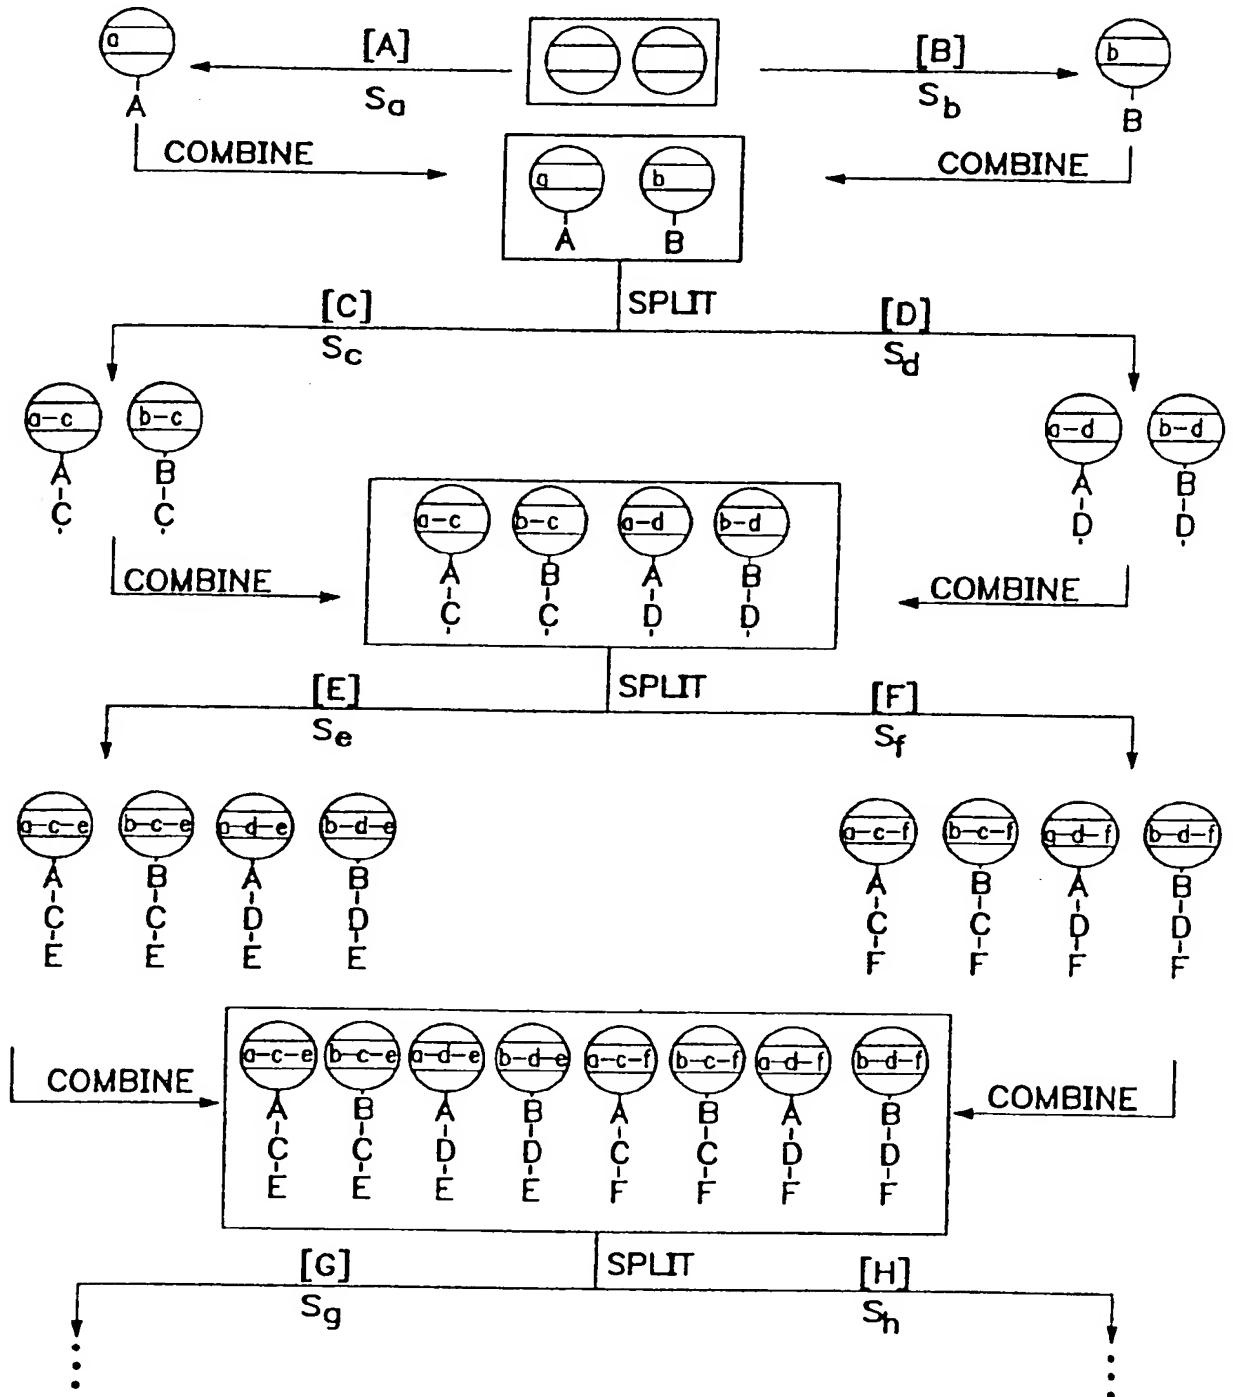 a [A] [B] b
Sa Sb
A B
COMBINE COMBINE
a b
A B
SPLIT
[C] [D]
Sc Sd
a-c b-c a-d b-d
A B A B
C C D D
a-c b-c a-d b-d
A B A B
C C D D
COMBINE COMBINE
SPLIT
[E] [F]
Se Sf
a-c-e b-c-e a-d-e b-d-e a-c-f b-c-f a-d-f b-d-f
A B A B A B A B
C C D D C C D D
E E E E F F F F
a-c-e b-c-e a-d-e b-d-e a-c-f b-c-f a-d-f b-d-f
COMBINE COMBINE
A B A B A B A B
C C D D C C D D
E E E E F F F F
SPLIT
[G] [H]
Sg Sh